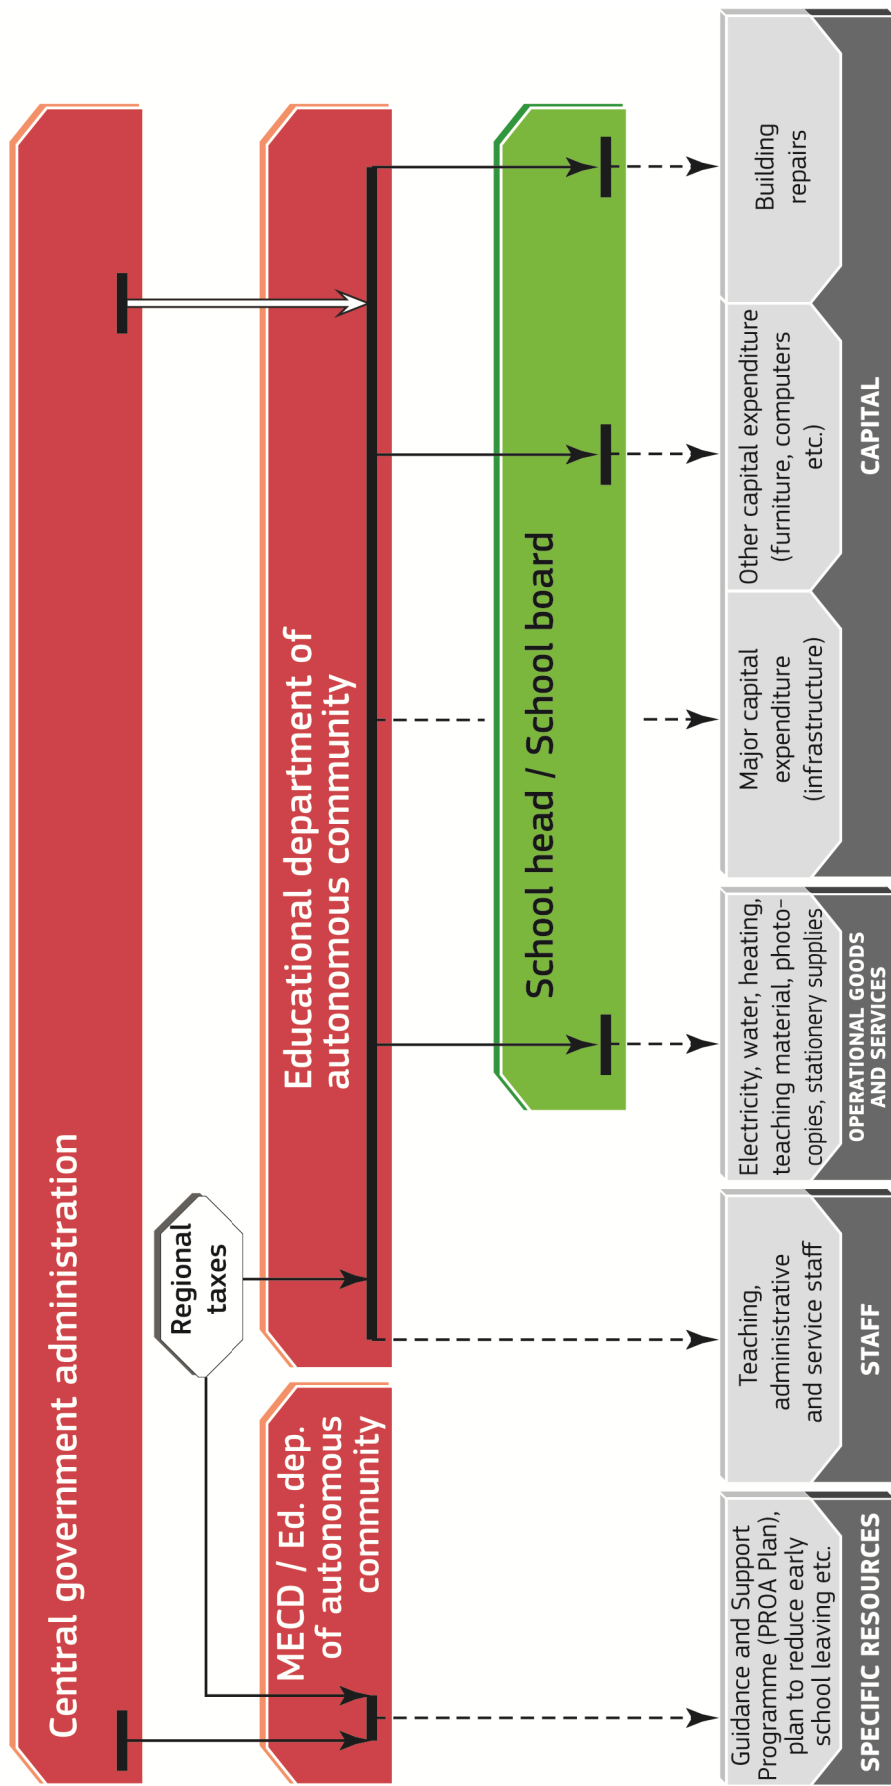 Central government administration
Regional
taxes
MECD / Ed. dep.
of autonomous
community
Educational department of
autonomous community
School head / School board
Guidance and Support
Programme (PROA Plan),
plan to reduce early
school leaving etc.
SPECIFIC RESOURCES
Teaching,
administrative
and service staff
STAFF
Electricity, water, heating,
teaching material, photo-
copies, stationery supplies
OPERATIONAL GOODS
AND SERVICES
Major capital
expenditure
(infrastructure)
Other capital expenditure
(furniture, computers
etc.)
Building
repairs
CAPITAL